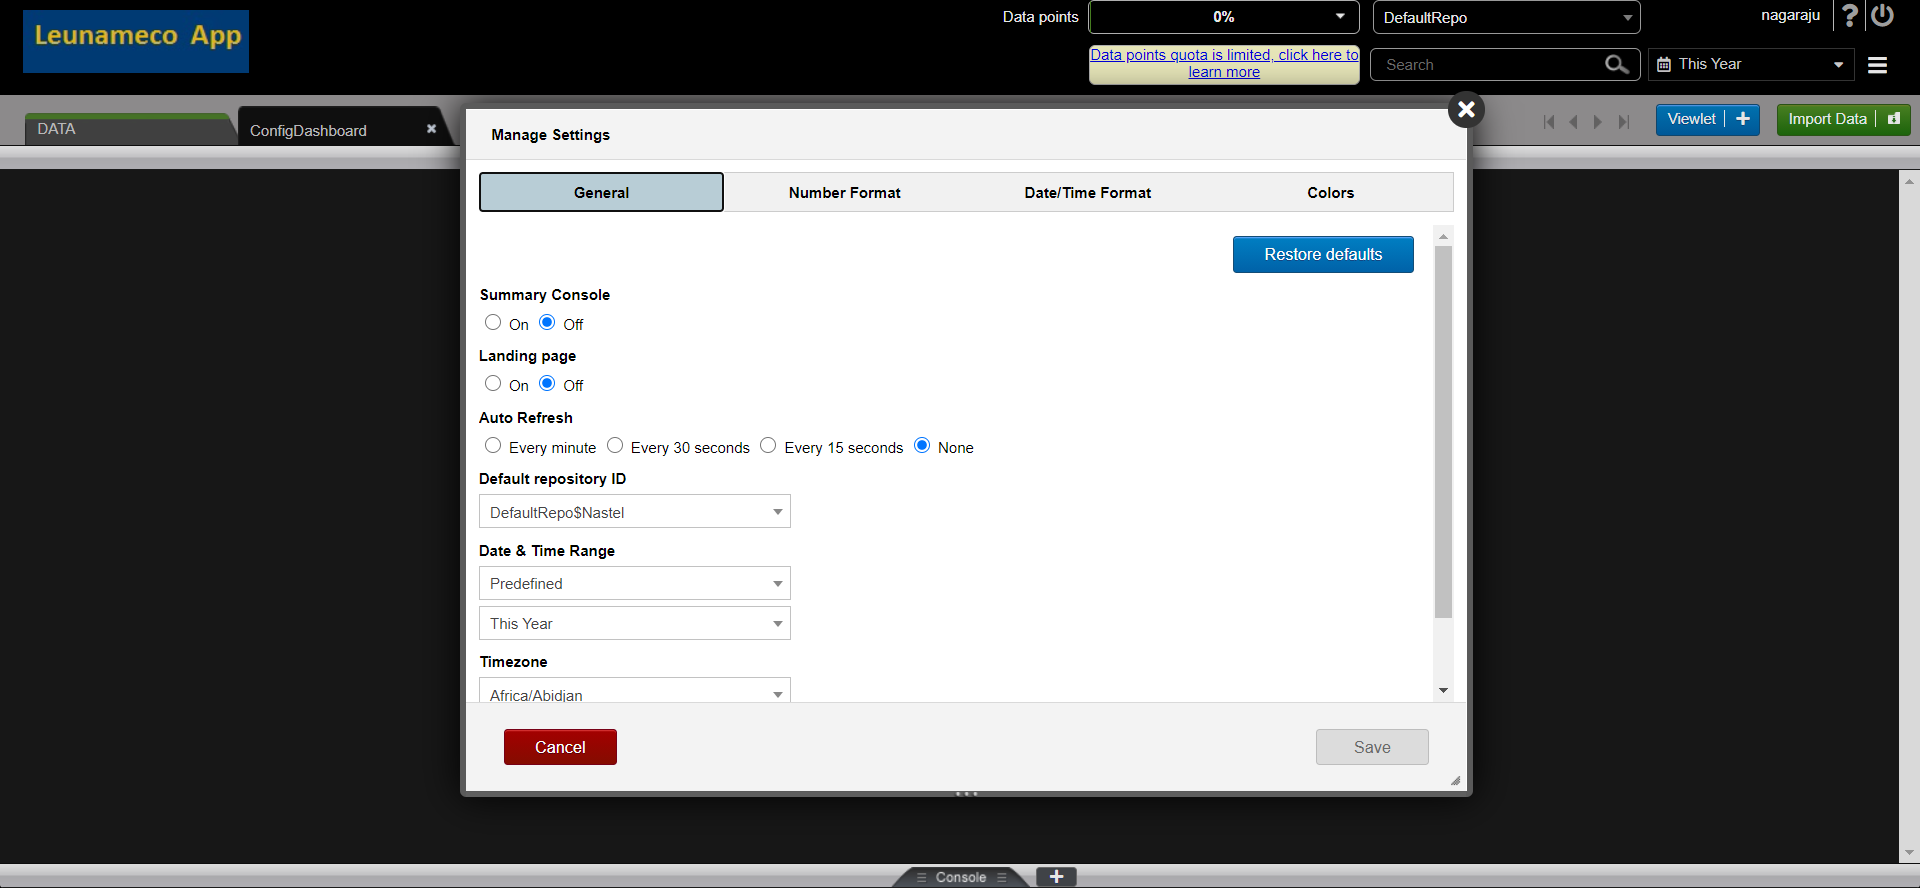 Leunameco App
Data points 0% DefaultRepo nagaraju ?
Data points quota is limited, click here to
learn more
Search This Year
DATA
ConfigDashboard
Viewlet
Import Data
Manage Settings
General Number Format Date/Time Format Colors
Restore defaults
Summary Console
On Off
Landing page
On Off
Auto Refresh
Every minute Every 30 seconds Every 15 seconds None
Default repository ID
DefaultRepo$Nastel
Date & Time Range
Predefined
This Year
Timezone
Africa/Abidjan
Cancel Save
Console